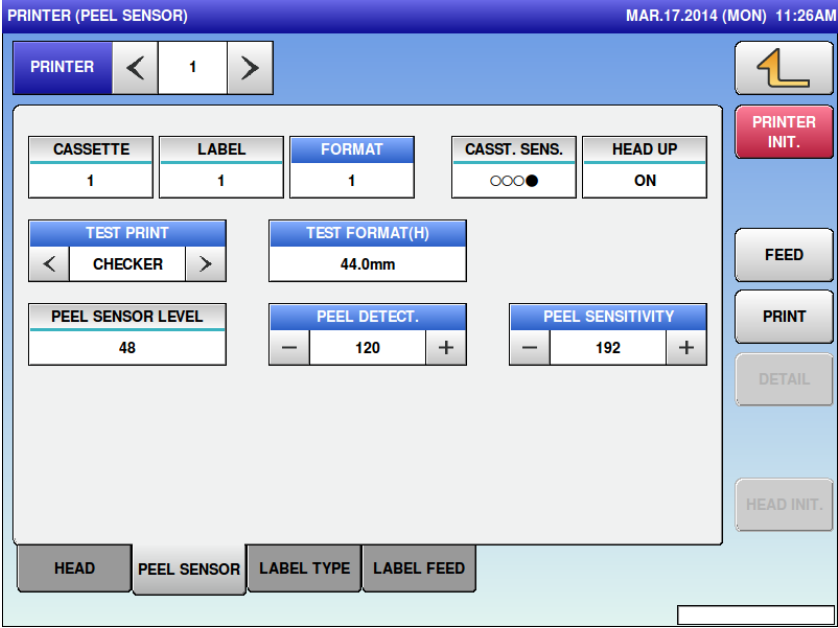 PRINTER (PEEL SENSOR) MAR.17.2014 (MON) 11:26AM
PRINTER < 1 >
PRINTER
INIT.
CASSETTE LABEL FORMAT CASST. SENS. HEAD UP
1 1 1 ○○○● ON
TEST PRINT TEST FORMAT(H)
< CHECKER > 44.0mm
FEED
PEEL SENSOR LEVEL PEEL DETECT. PEEL SENSITIVITY
48 − 120 + − 192 +
PRINT
DETAIL
HEAD INIT.
HEAD PEEL SENSOR LABEL TYPE LABEL FEED